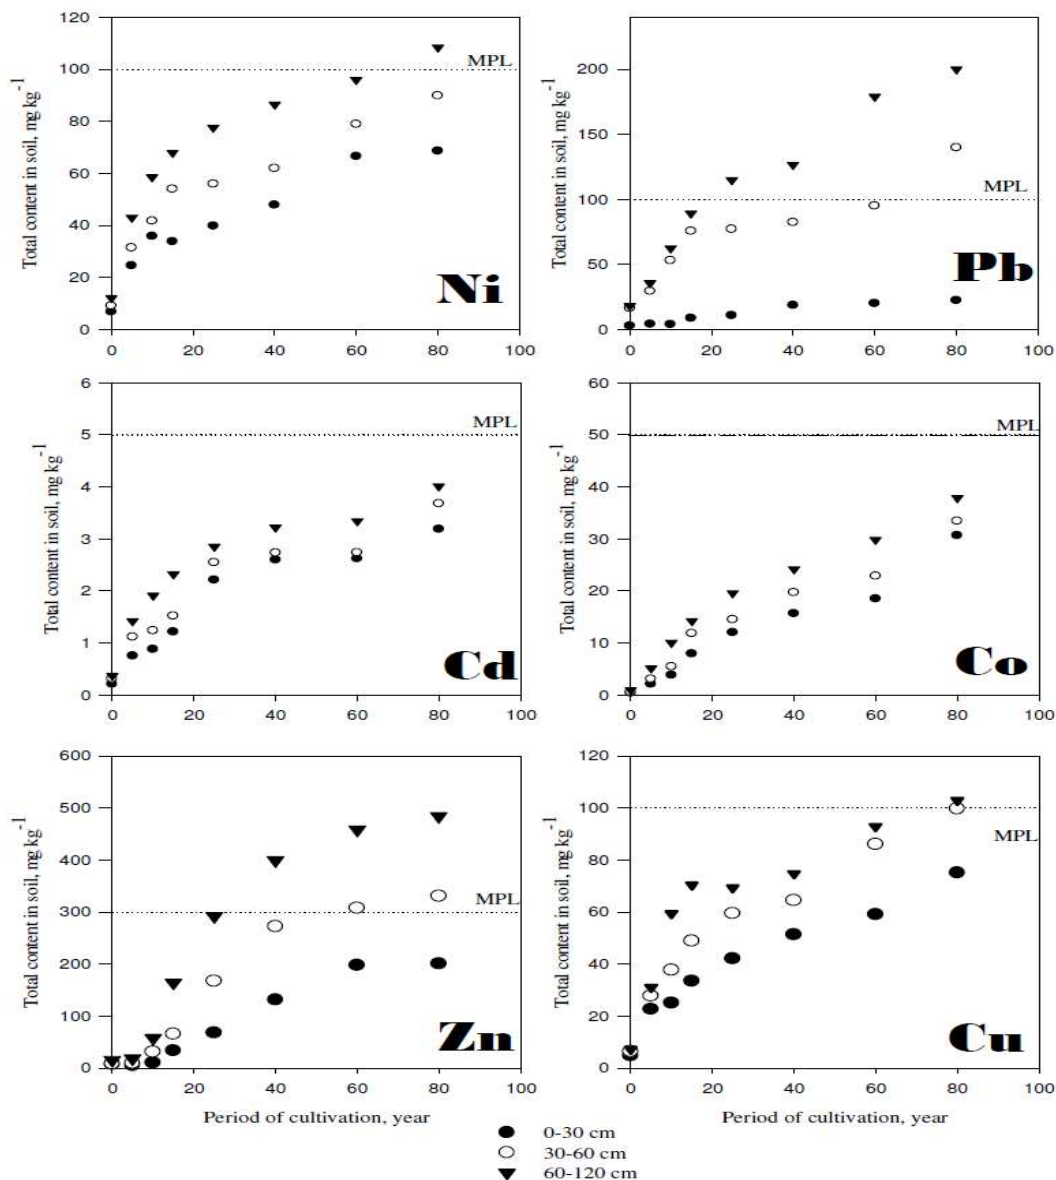 120
100
80
60
40
20
0
Total content in soil, mg kg-1
MPL
Ni
0 20 40 60 80 100
200
150
100
50
0
Total content in soil, mg kg-1
MPL
Pb
0 20 40 60 80 100
6
5
4
3
2
1
0
Total content in soil, mg kg-1
MPL
Cd
0 20 40 60 80 100
60
50
40
30
20
10
0
Total content in soil, mg kg-1
MPL
Co
0 20 40 60 80 100
600
500
400
300
200
100
0
Total content in soil, mg kg-1
MPL
Zn
0 20 40 60 80 100
Period of cultivation, year
120
100
80
60
40
20
0
Total content in soil, mg kg-1
MPL
Cu
0 20 40 60 80 100
Period of cultivation, year
0-30 cm
30-60 cm
60-120 cm